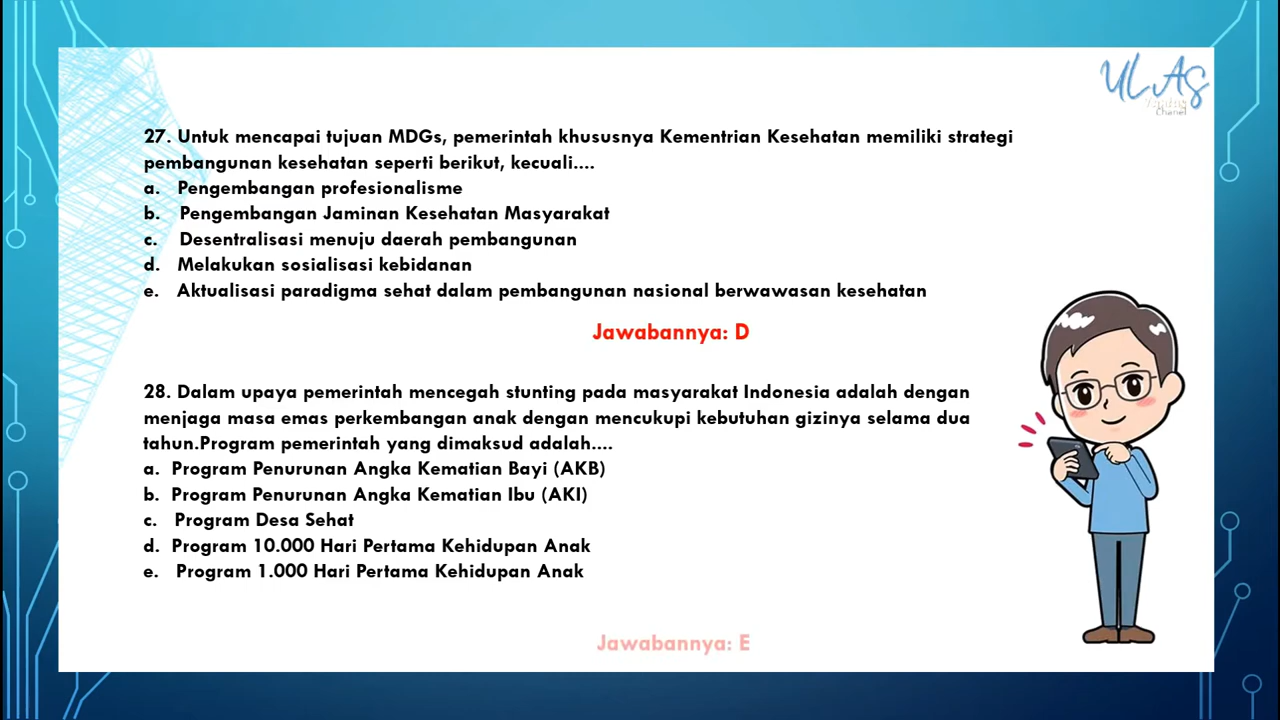 ULAS
Chanel
27. Untuk mencapai tujuan MDGs, pemerintah khususnya Kementrian Kesehatan memiliki strategi
pembangunan kesehatan seperti berikut, kecuali....
a. Pengembangan profesionalisme
b. Pengembangan Jaminan Kesehatan Masyarakat
c. Desentralisasi menuju daerah pembangunan
d. Melakukan sosialisasi kebidanan
e. Aktualisasi paradigma sehat dalam pembangunan nasional berwawasan kesehatan
Jawabannya: D
28. Dalam upaya pemerintah mencegah stunting pada masyarakat Indonesia adalah dengan
menjaga masa emas perkembangan anak dengan mencukupi kebutuhan gizinya selama dua
tahun.Program pemerintah yang dimaksud adalah....
a. Program Penurunan Angka Kematian Bayi (AKB)
b. Program Penurunan Angka Kematian Ibu (AKI)
c. Program Desa Sehat
d. Program 10.000 Hari Pertama Kehidupan Anak
e. Program 1.000 Hari Pertama Kehidupan Anak
Jawabannya: E